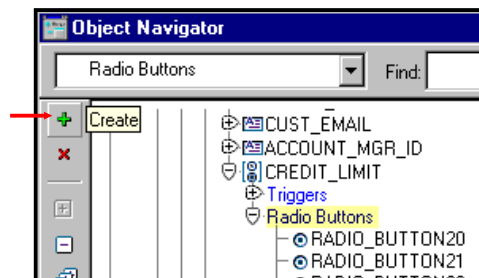 Object Navigator
Radio Buttons
Find:
Create
CUST_EMAIL
ACCOUNT_MGR_ID
CREDIT_LIMIT
Triggers
Radio Buttons
RADIO_BUTTON20
RADIO_BUTTON21